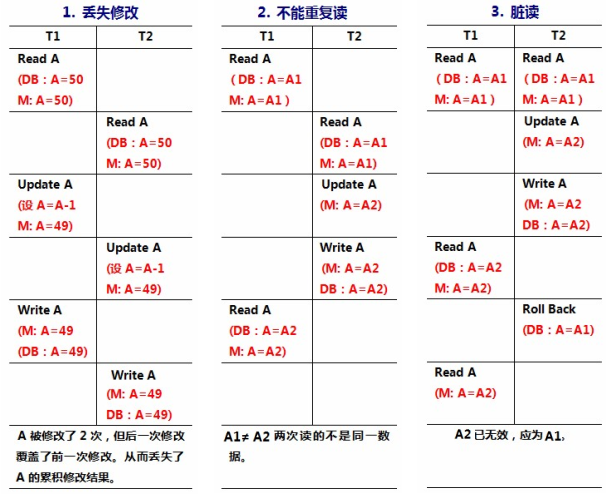 1. 丢失修改
T1 T2
Read A
(DB：A=50
M: A=50)
Read A
(DB：A=50
M: A=50)
Update A
(设 A=A-1
M: A=49)
Update A
(设 A=A-1
M: A=49)
Write A
(M: A=49
(DB：A=49)
Write A
(M: A=49
DB：A=49)
A 被修改了 2 次，但后一次修改
覆盖了前一次修改。从而丢失了
A 的累积修改结果。
2. 不能重复读
T1 T2
Read A
（DB：A=A1
M: A=A1 ）
Read A
(DB：A=A1
M: A=A1)
Update A
(M: A=A2)
Write A
(M: A=A2
DB：A=A2)
Read A
(DB：A=A2
M: A=A2)
A1≠ A2 两次读的不是同一数
据。
3. 脏读
T1 T2
Read A Read A
（DB：A=A1 （DB：A=A1
M: A=A1 ） M: A=A1 ）
Update A
(M: A=A2)
Write A
(M: A=A2
DB：A=A2)
Read A
(DB：A=A2
M: A=A2)
Roll Back
(DB：A=A1)
Read A
(M: A=A2)
A2 已无效，应为 A1。